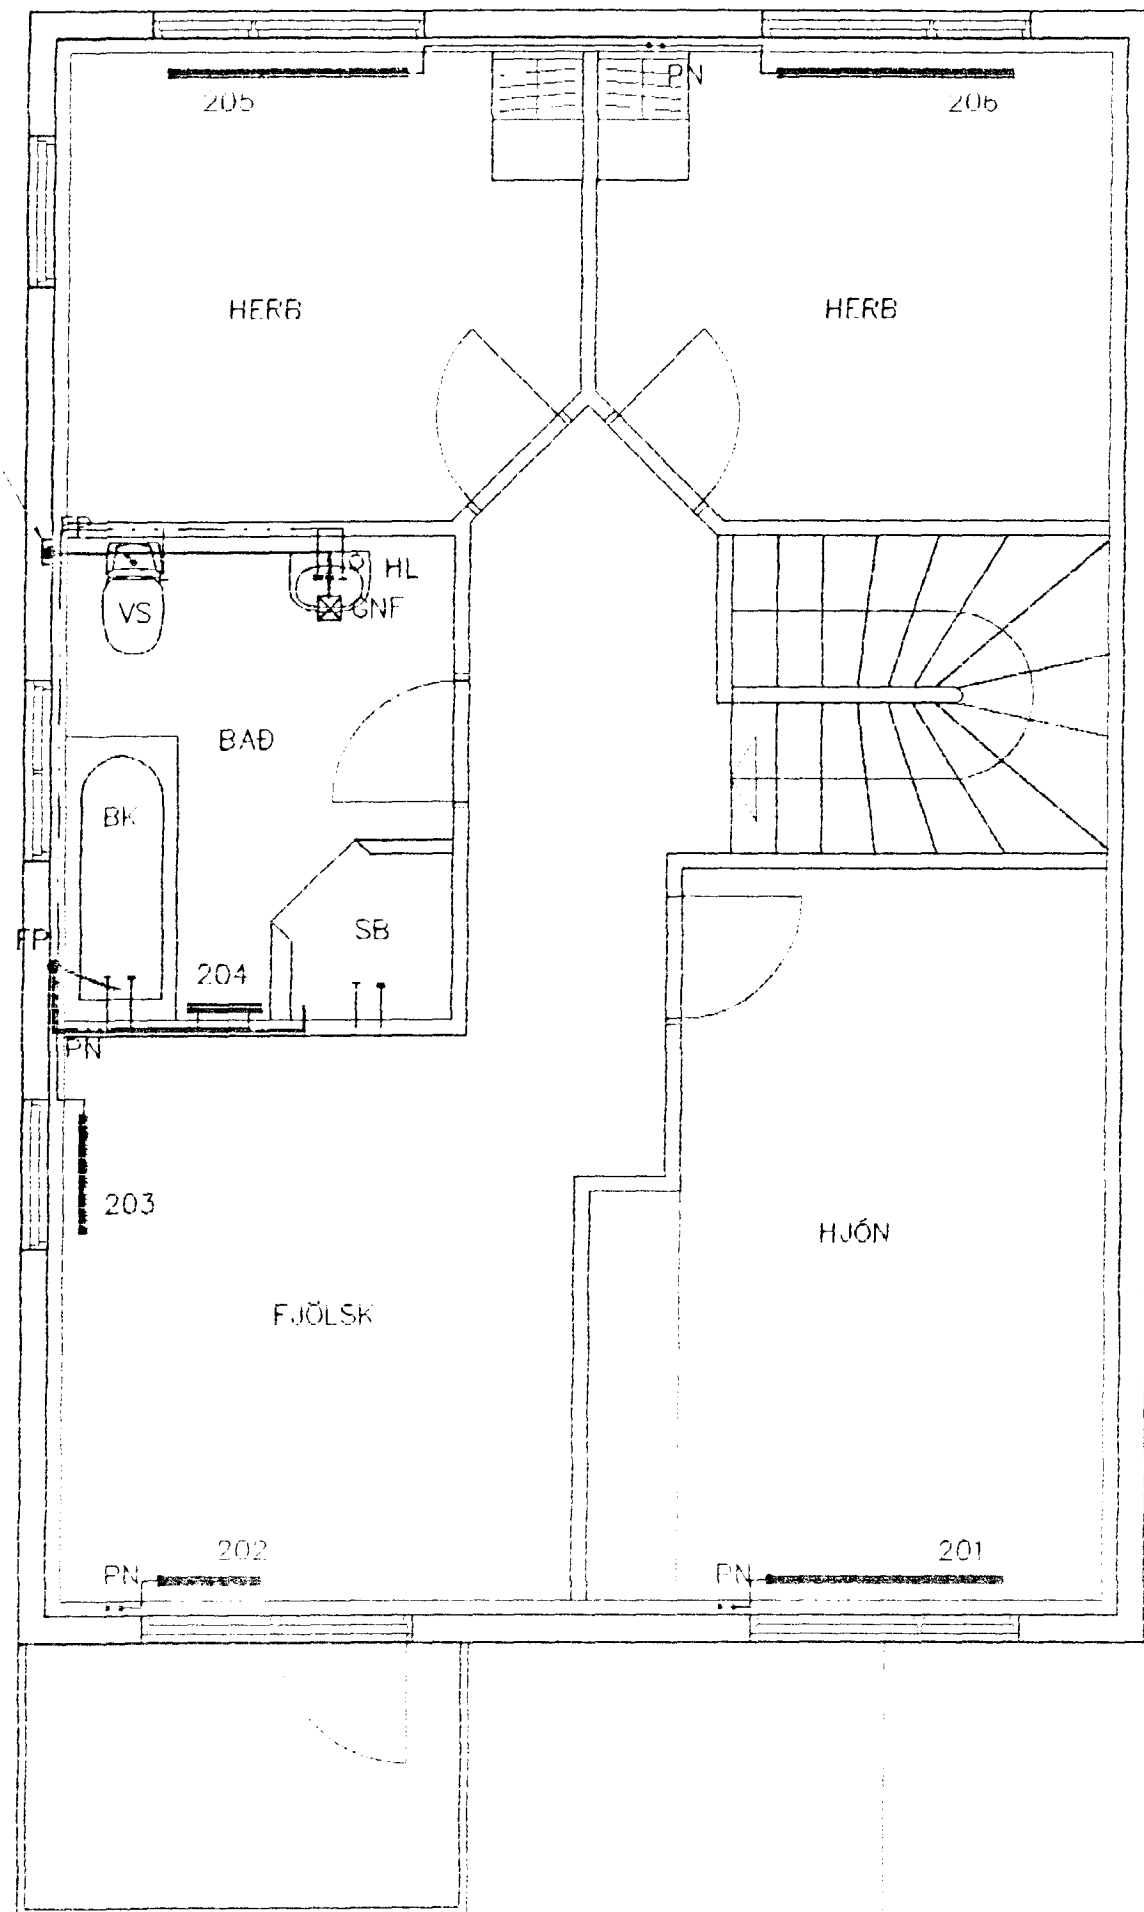 205
PN
206
HERB
HERB
FP
HL
VS
GNF
BAÐ
BK
SB
FP
204
PN
203
HJÓN
FJÖLSK
202
PN
201
PN